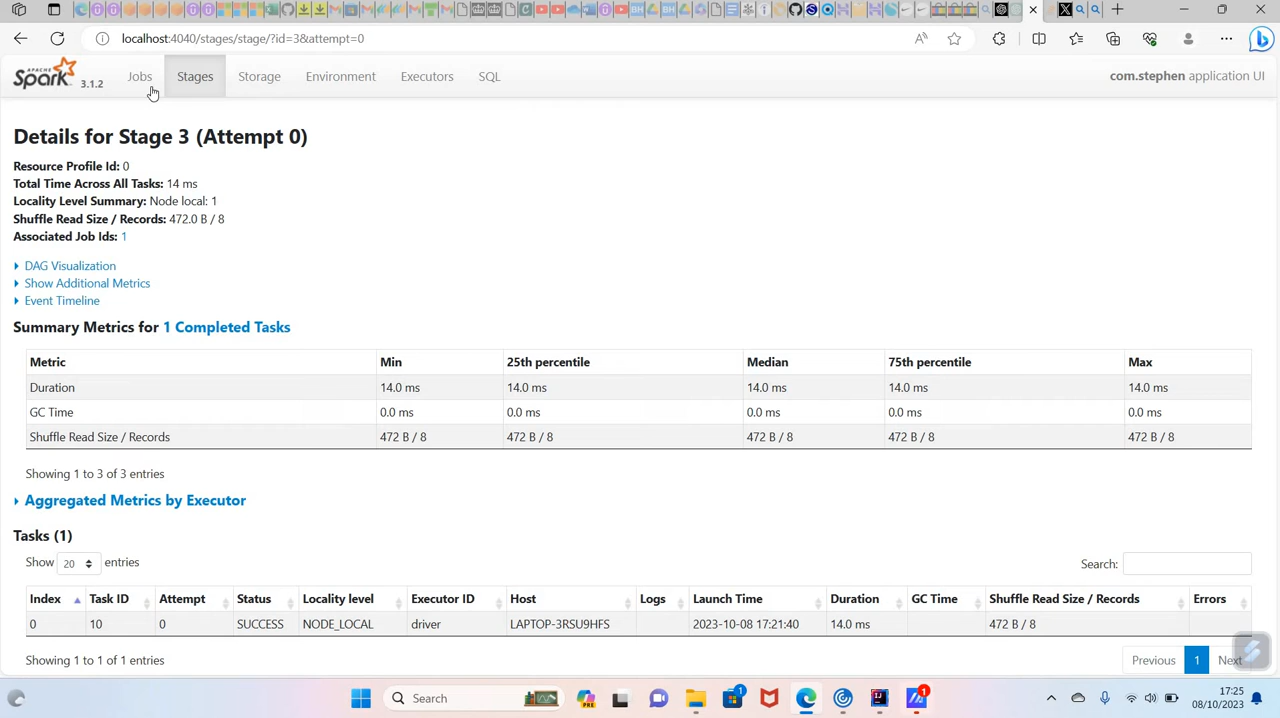 localhost:4040/stages/stage/?id=3&attempt=0
APACHE Spark 3.1.2 Jobs Stages Storage Environment Executors SQL com.stephen application UI
Details for Stage 3 (Attempt 0)
Resource Profile Id: 0
Total Time Across All Tasks: 14 ms
Locality Level Summary: Node local: 1
Shuffle Read Size / Records: 472.0 B / 8
Associated Job Ids: 1
DAG Visualization
Show Additional Metrics
Event Timeline
Summary Metrics for 1 Completed Tasks
Metric Min 25th percentile Median 75th percentile Max
Duration 14.0 ms 14.0 ms 14.0 ms 14.0 ms 14.0 ms
GC Time 0.0 ms 0.0 ms 0.0 ms 0.0 ms 0.0 ms
Shuffle Read Size / Records 472 B / 8 472 B / 8 472 B / 8 472 B / 8 472 B / 8
Showing 1 to 3 of 3 entries
Aggregated Metrics by Executor
Tasks (1)
Show 20 entries Search:
Index Task ID Attempt Status Locality level Executor ID Host Logs Launch Time Duration GC Time Shuffle Read Size / Records Errors
0 10 0 SUCCESS NODE_LOCAL driver LAPTOP-3RSU9HFS 2023-10-08 17:21:40 14.0 ms 472 B / 8
Showing 1 to 1 of 1 entries Previous 1 Next
Search PRE 1 1 17:25
08/10/2023